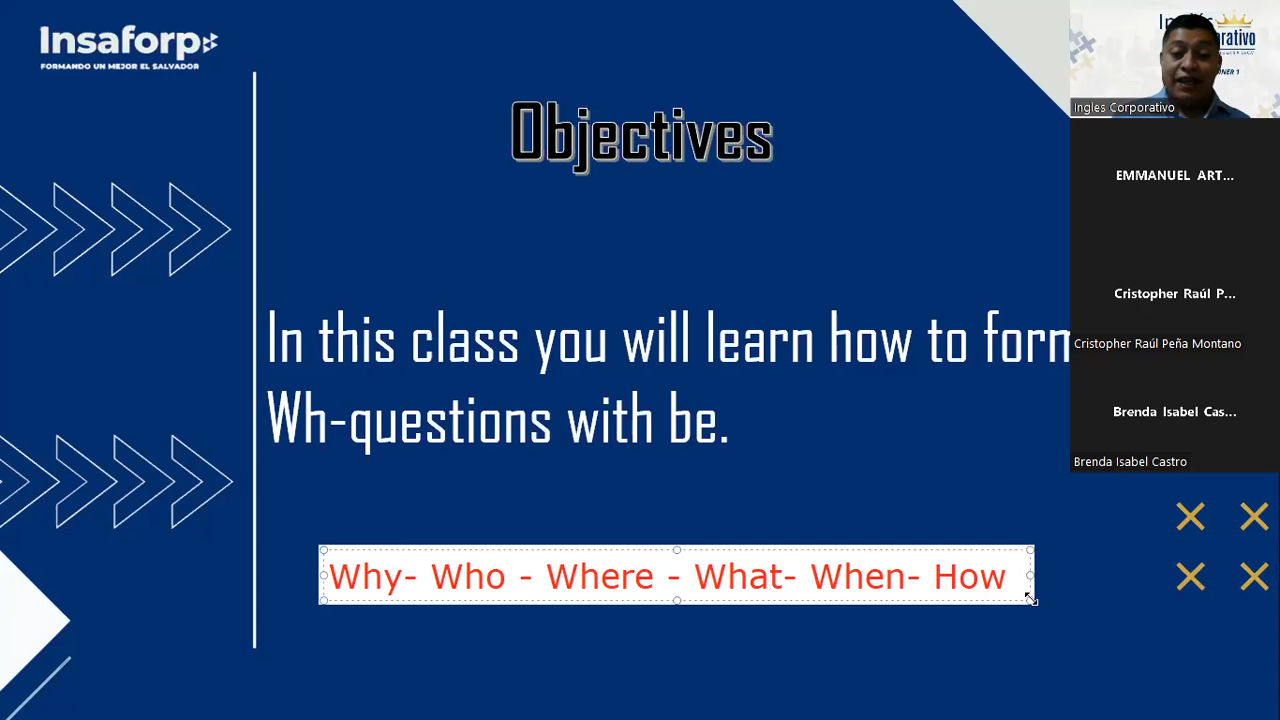 Insaforp
FORMANDO UN MEJOR EL SALVADOR
Objectives
In this class you will learn how to form
Wh-questions with be.
Why- Who - Where - What- When- How
Ingles Corporativo
EMMANUEL ART...
Cristopher Raúl P...
Cristopher Raúl Peña Montano
Brenda Isabel Cas...
Brenda Isabel Castro